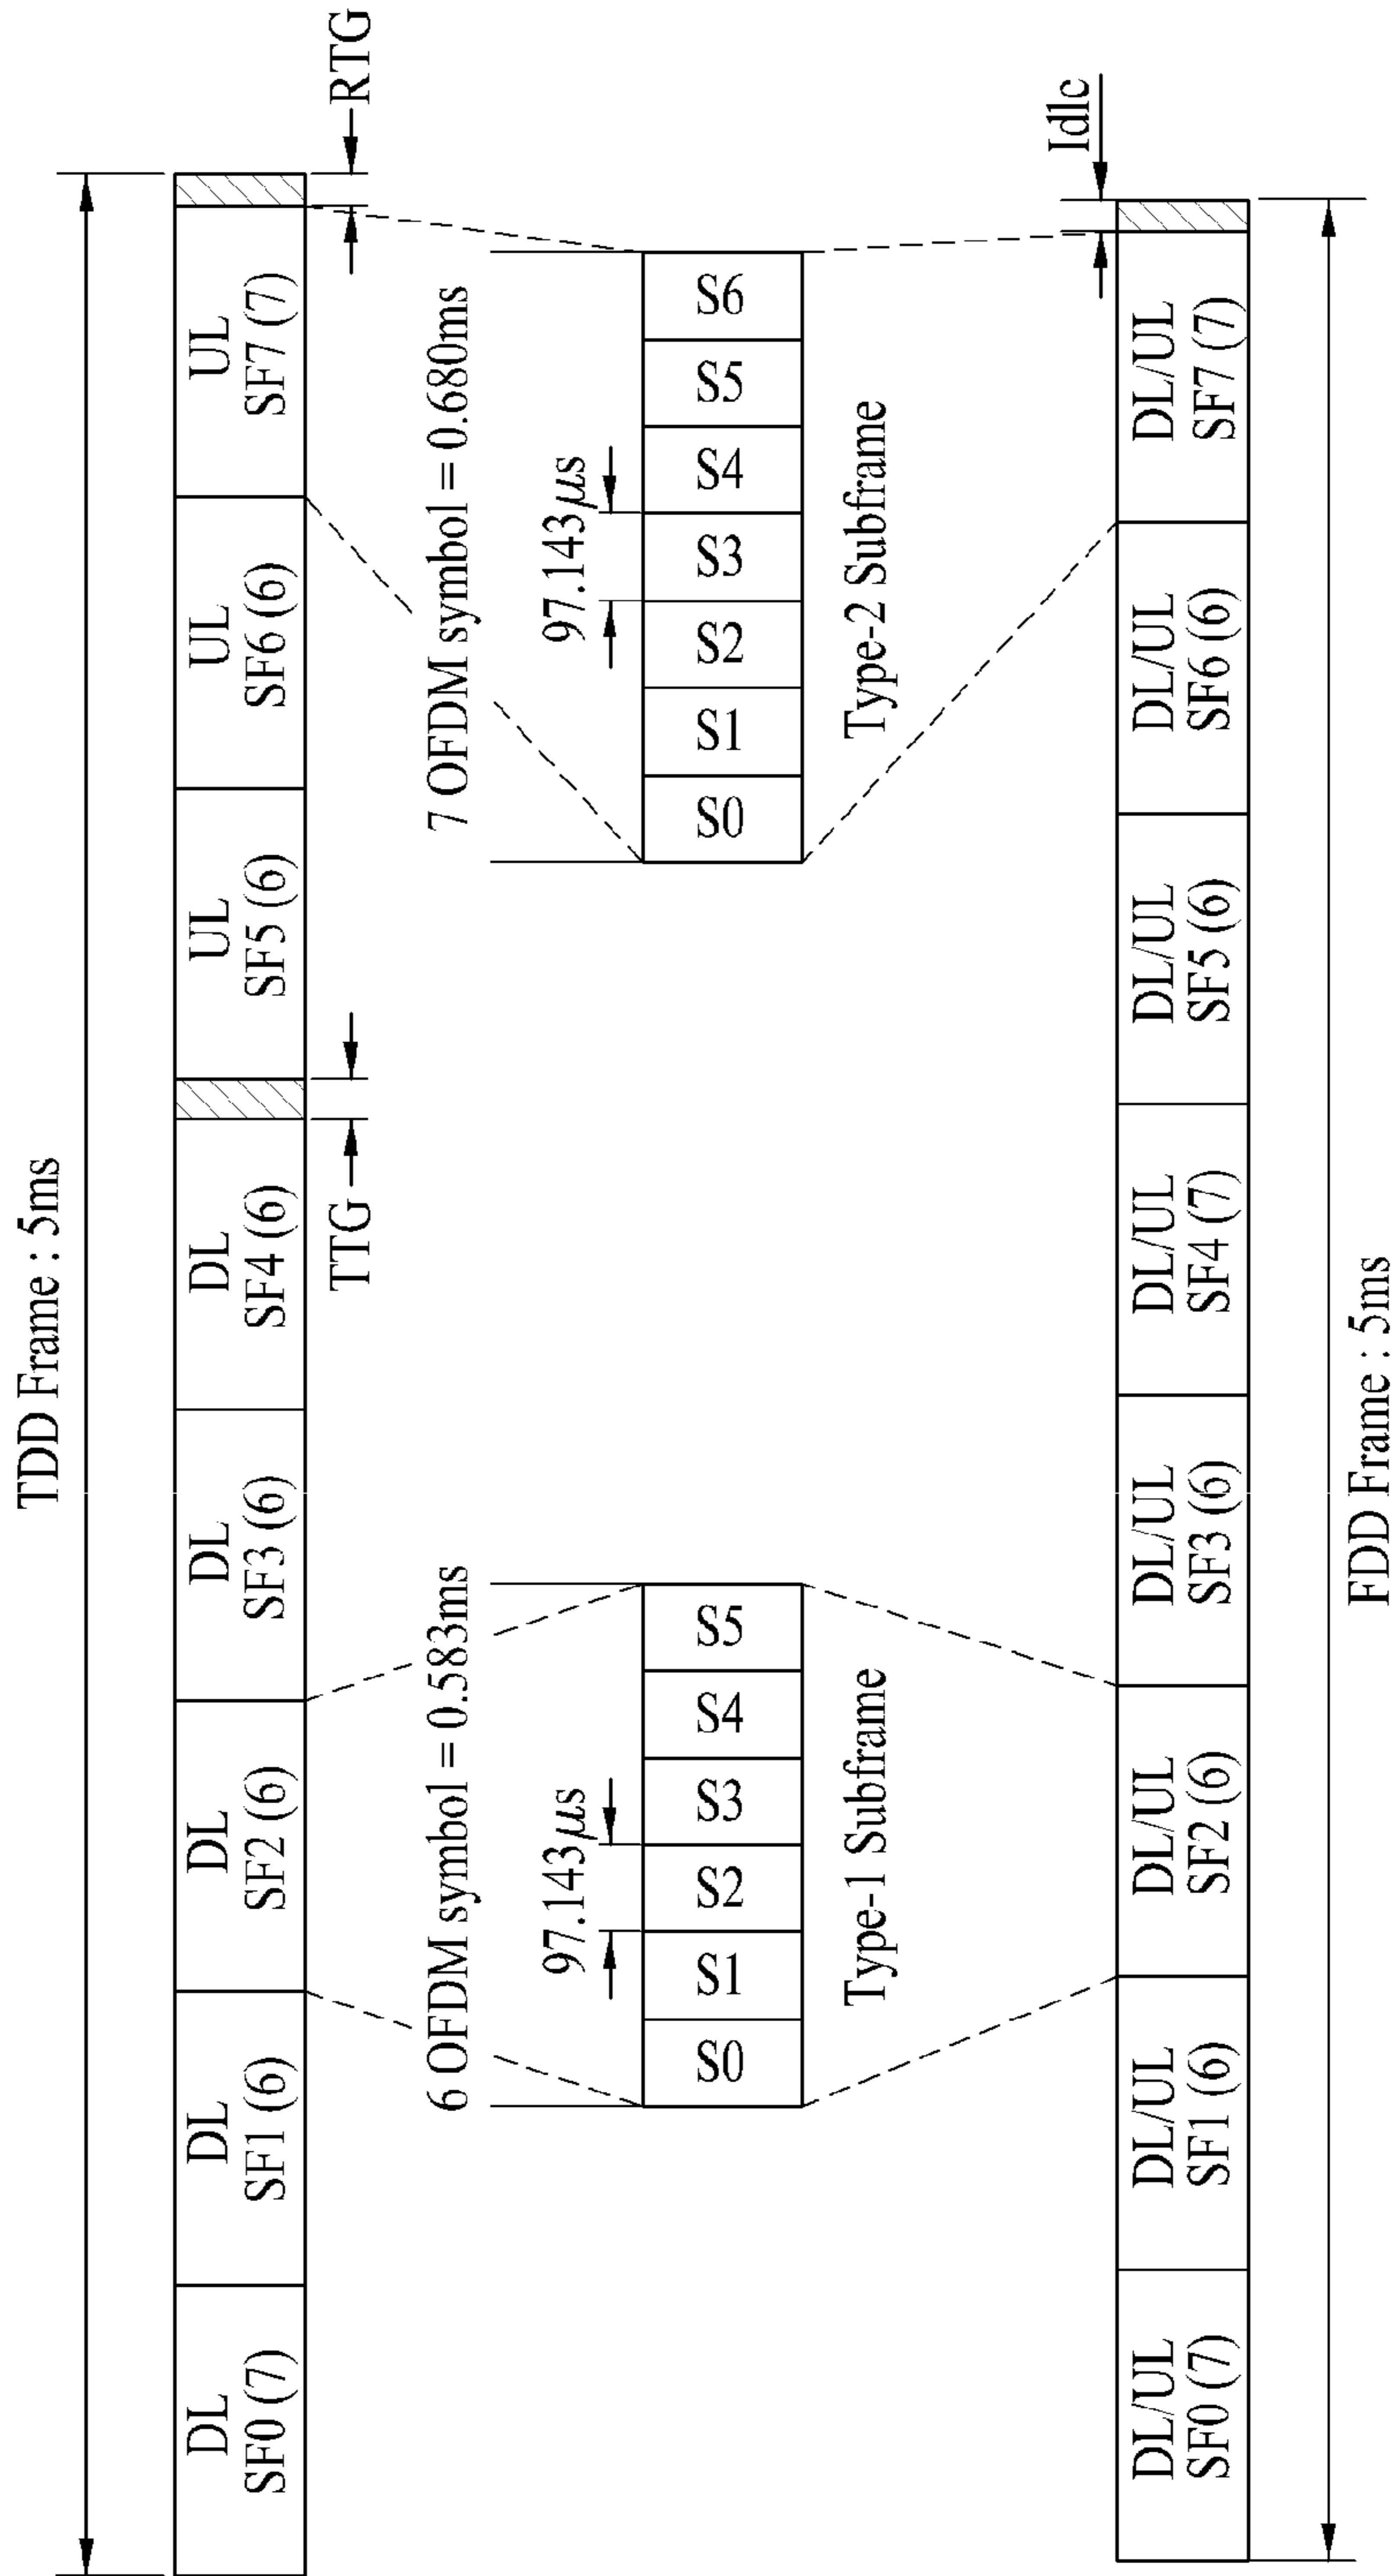 TDD Frame : 5ms
DL
SF0 (7)
DL
SF1 (6)
DL
SF2 (6)
DL
SF3 (6)
DL
SF4 (6)
UL
SF5 (6)
UL
SF6 (6)
UL
SF7 (7)
TTG
RTG
6 OFDM symbol = 0.583ms
97.143μs
S0
S1
S2
S3
S4
S5
Type-1 Subframe
7 OFDM symbol = 0.680ms
97.143μs
S0
S1
S2
S3
S4
S5
S6
Type-2 Subframe
Idlc
DL/UL
SF0 (7)
DL/UL
SF1 (6)
DL/UL
SF2 (6)
DL/UL
SF3 (6)
DL/UL
SF4 (7)
DL/UL
SF5 (6)
DL/UL
SF6 (6)
DL/UL
SF7 (7)
FDD Frame : 5ms